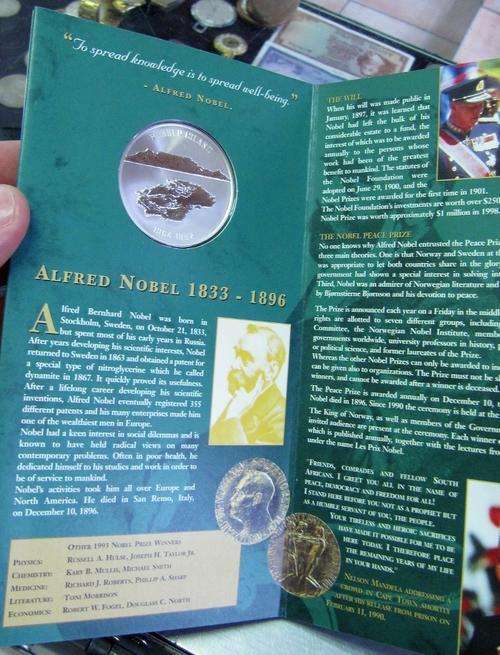 "To spread knowledge is to spread well-being."
- ALFRED NOBEL.
ISLAND
ALFRED NOBEL 1833 - 1896
Alfred Bernhard Nobel was born in
Stockholm, Sweden, on October 21, 1833,
but spent most of his early years in Russia.
After years developing his scientific interests, Nobel
returned to Sweden in 1863 and obtained a patent for
a special type of nitroglycerine which he called
dynamite in 1867. It quickly proved its usefulness.
After a lifelong career developing his scientific
inventions, Alfred Nobel eventually registered 355
different patents and his many enterprises made him
one of the wealthiest men in Europe.
Nobel had a keen interest in social dilemmas and is
known to have held radical views on many
contemporary problems. Often in poor health, he
dedicated himself to his studies and work in order to
be of service to mankind.
Nobel's activities took him all over Europe and
North America. He died in San Remo, Italy,
on December 10, 1896.
OTHER 1993 NOBEL PRIZE WINNERS
PHYSICS: RUSSELL A. HULSE, JOSEPH H. TAYLOR JR.
CHEMISTRY: KARY B. MULLIS, MICHAEL SMITH
MEDICINE: RICHARD J. ROBERTS, PHILLIP A. SHARP
LITERATURE: TONI MORRISON
ECONOMICS: ROBERT W. FOGEL, DOUGLASS C. NORTH
THE WILL
When his will was made public in
January, 1897, it was learned that
Nobel had left the bulk of his
considerable estate to a fund, the
interest of which was to be awarded
annually to the persons whose
work had been of the greatest
benefit to mankind. The statutes of
the Nobel Foundation were
adopted on June 29, 1900, and the
Nobel Prizes were awarded for the first time in 1901.
The Nobel Foundation's investments are worth over $250
Nobel Prize was worth approximately $1 million in 1998
THE NOBEL PEACE PRIZE
No one knows why Alfred Nobel entrusted the Peace Priz
three main theories. One is that Norway and Sweden at th
was appropriate to let both countries share in the glory
government had shown a special interest in solving int
Third, Nobel was an admirer of Norwegian literature and
by Bjørnstjerne Bjørnson and his devotion to peace.
The Prize is announced each year on a Friday in the middle
rights are allotted to seven different groups, including
Committee, the Norwegian Nobel Institute, membe
governments worldwide, university professors in history, p
or political science, and former laureates of the Prize.
Whereas the other Nobel Prizes can only be awarded to ind
can be given also to organizations. The Prize must be aw
winners, and cannot be awarded after a winner is decease
The Peace Prize is awarded annually on December 10,
Nobel died in 1896. Since 1990 the ceremony is held at the
The King of Norway, as well as members of the Governm
invited audience are present at the ceremony. Each winner
which is published annually, together with the lectures from
under the name Les Prix Nobel.
"FRIENDS, COMRADES AND FELLOW SOUTH
AFRICANS. I GREET YOU ALL IN THE NAME OF
PEACE, DEMOCRACY AND FREEDOM FOR ALL!
I STAND HERE BEFORE YOU NOT AS A PROPHET BUT
AS A HUMBLE SERVANT OF YOU, THE PEOPLE.
YOUR TIRELESS AND HEROIC SACRIFICES
HAVE MADE IT POSSIBLE FOR ME TO BE
HERE TODAY. I THEREFORE PLACE
THE REMAINING YEARS OF MY LIFE
IN YOUR HANDS."
NELSON MANDELA ADDRESSING A
CROWD IN CAPE TOWN SHORTLY
AFTER HIS RELEASE FROM PRISON ON
FEBRUARY 11, 1990.